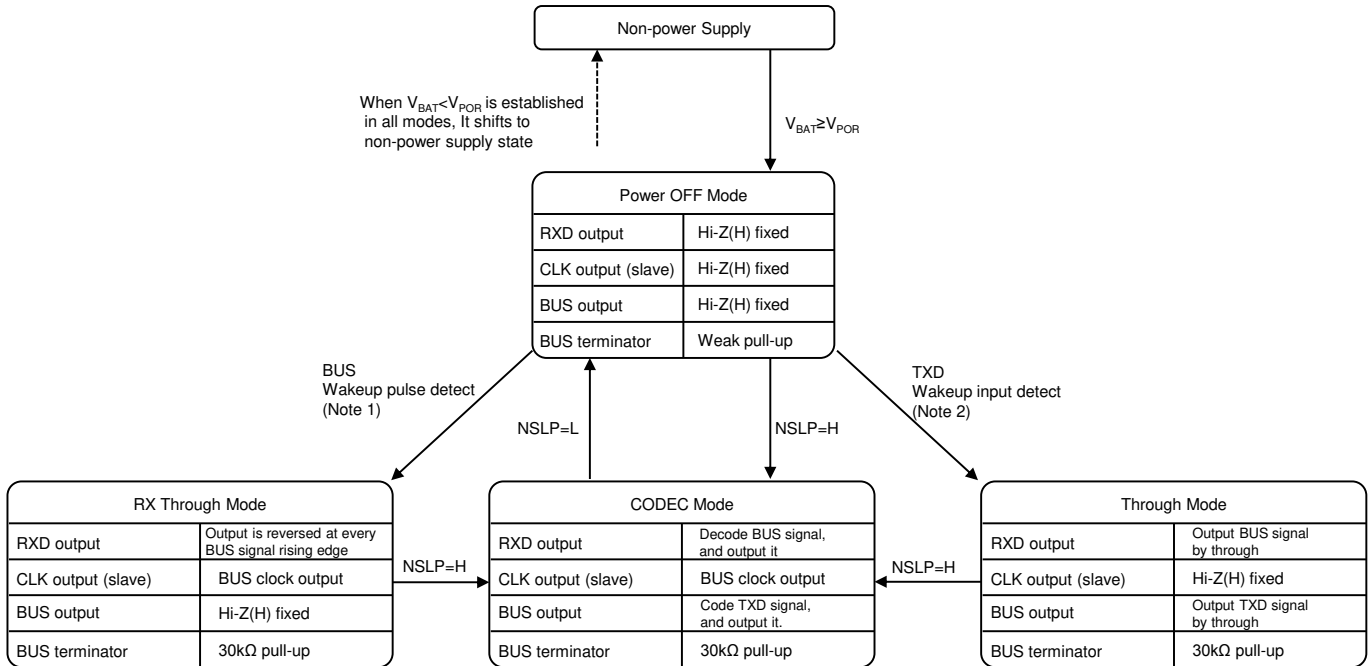 Non-power Supply
When VBAT<VPOR is established
in all modes, It shifts to
non-power supply state
VBAT≥VPOR
Power OFF Mode
RXD output Hi-Z(H) fixed
CLK output (slave) Hi-Z(H) fixed
BUS output Hi-Z(H) fixed
BUS terminator Weak pull-up
BUS
Wakeup pulse detect
(Note 1)
NSLP=L
NSLP=H
TXD
Wakeup input detect
(Note 2)
RX Through Mode
RXD output Output is reversed at every
BUS signal rising edge
CLK output (slave) BUS clock output
BUS output Hi-Z(H) fixed
BUS terminator 30kΩ pull-up
NSLP=H
CODEC Mode
RXD output Decode BUS signal,
and output it
CLK output (slave) BUS clock output
BUS output Code TXD signal,
and output it.
BUS terminator 30kΩ pull-up
NSLP=H
Through Mode
RXD output Output BUS signal
by through
CLK output (slave) Hi-Z(H) fixed
BUS output Output TXD signal
by through
BUS terminator 30kΩ pull-up